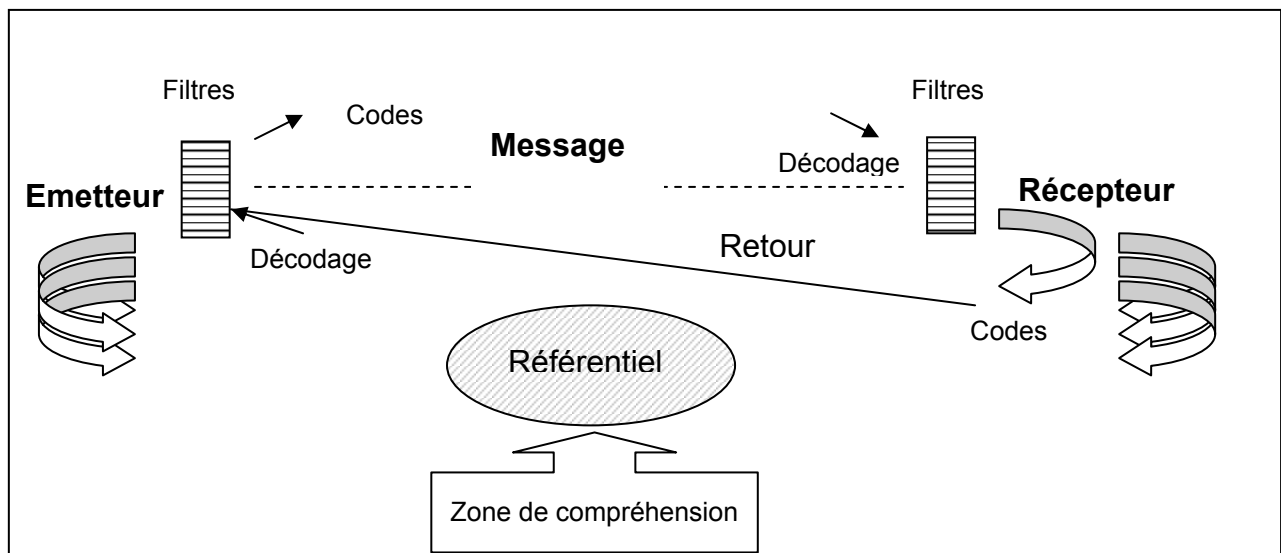 Filtres
Filtres
Codes
Message
Décodage
Emetteur
Récepteur
Retour
Décodage
Codes
Référentiel
Zone de compréhension